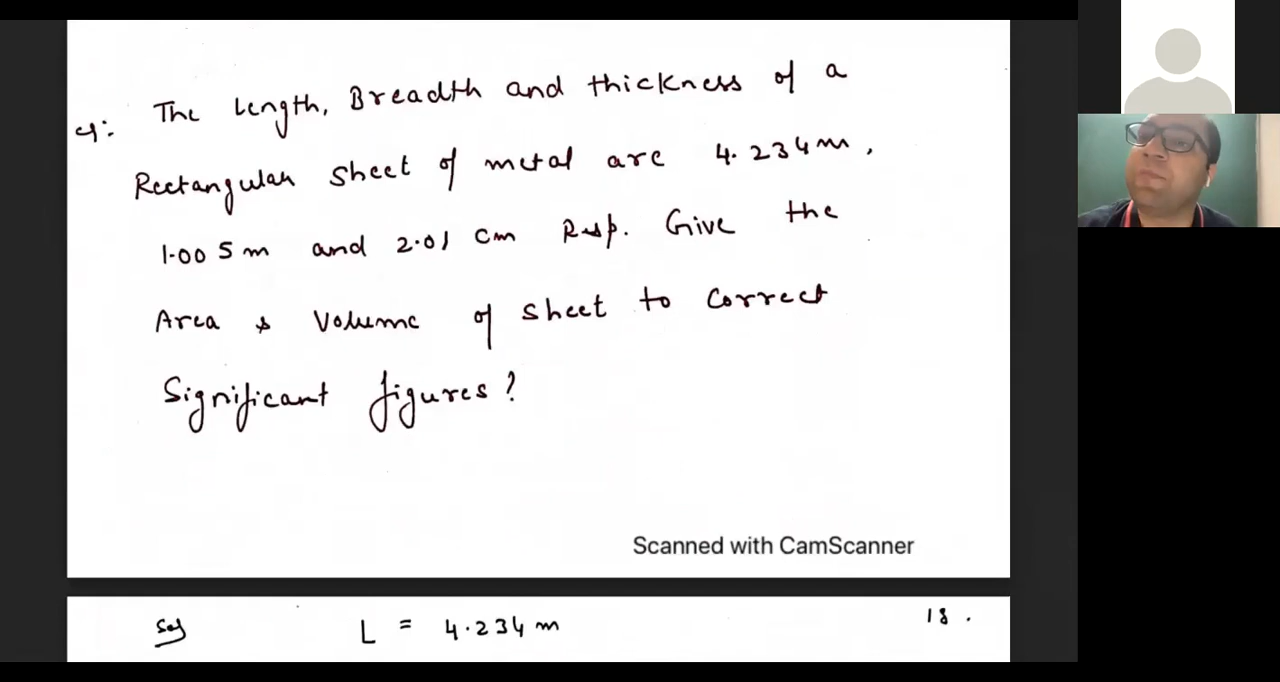 Q: The Length, Breadth and thickness of a
Rectangular Sheet of metal are 4.234m,
1.005m and 2.01 cm Resp. Give the
Area & Volume of Sheet to Correct
Significant figures?
Scanned with CamScanner
18.
Sol L = 4.234 m